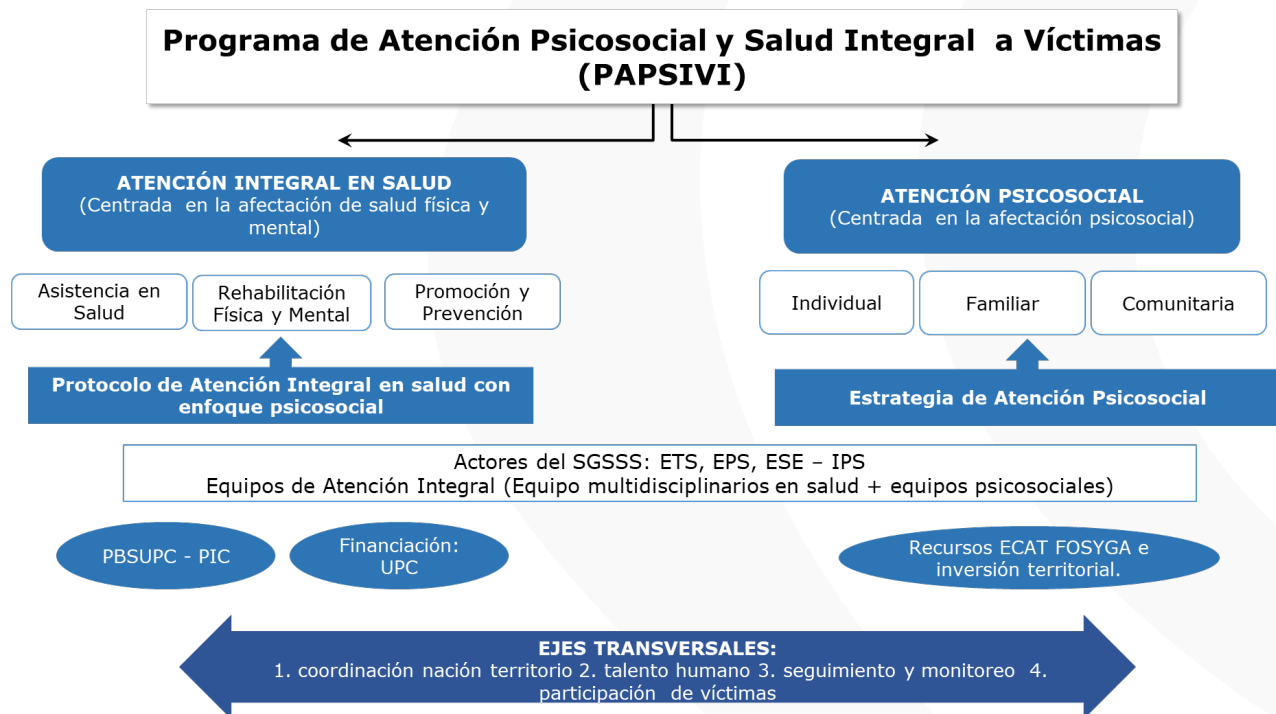 Programa de Atención Psicosocial y Salud Integral a Víctimas
(PAPSIVI)
ATENCIÓN INTEGRAL EN SALUD
(Centrada en la afectación de salud física y
mental)
ATENCIÓN PSICOSOCIAL
(Centrada en la afectación psicosocial)
Asistencia en
Salud
Rehabilitación
Física y Mental
Promoción y
Prevención
Individual
Familiar
Comunitaria
Protocolo de Atención Integral en salud con
enfoque psicosocial
Estrategia de Atención Psicosocial
Actores del SGSSS: ETS, EPS, ESE – IPS
Equipos de Atención Integral (Equipo multidisciplinarios en salud + equipos psicosociales)
PBSUPC - PIC
Financiación:
UPC
Recursos ECAT FOSYGA e
inversión territorial.
EJES TRANSVERSALES:
1. coordinación nación territorio 2. talento humano 3. seguimiento y monitoreo 4.
participación de víctimas